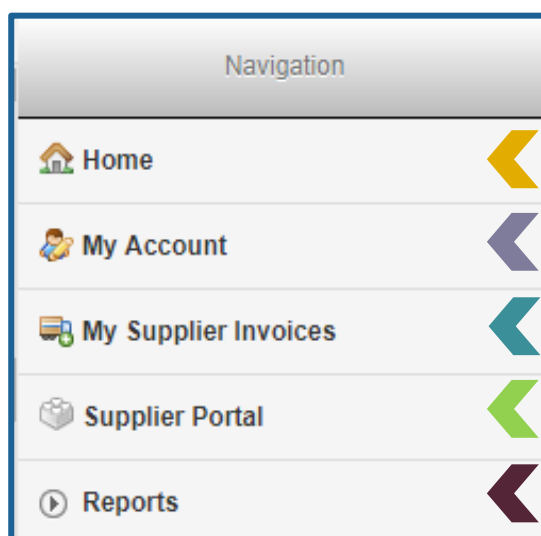 Navigation
Home
My Account
My Supplier Invoices
Supplier Portal
Reports